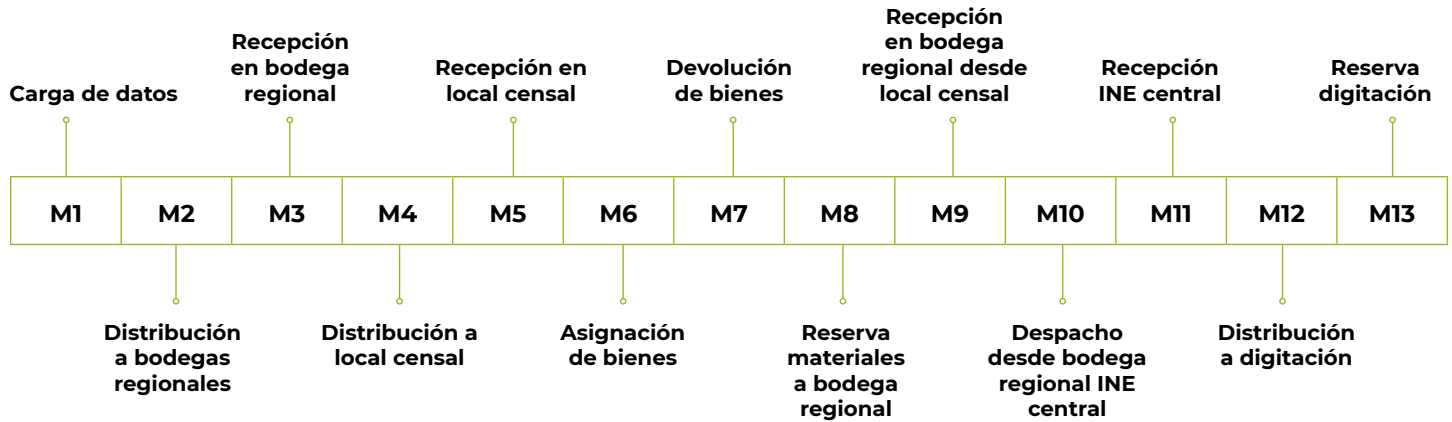 Carga de datos
Recepción
en bodega
regional
Recepción en
local censal
Devolución
de bienes
Recepción
en bodega
regional desde
local censal
Recepción
INE central
Reserva
digitación
M1 M2 M3 M4 M5 M6 M7 M8 M9 M10 M11 M12 M13
Distribución
a bodegas
regionales
Distribución a
local censal
Asignación
de bienes
Reserva
materiales
a bodega
regional
Despacho
desde bodega
regional INE
central
Distribución
a digitación